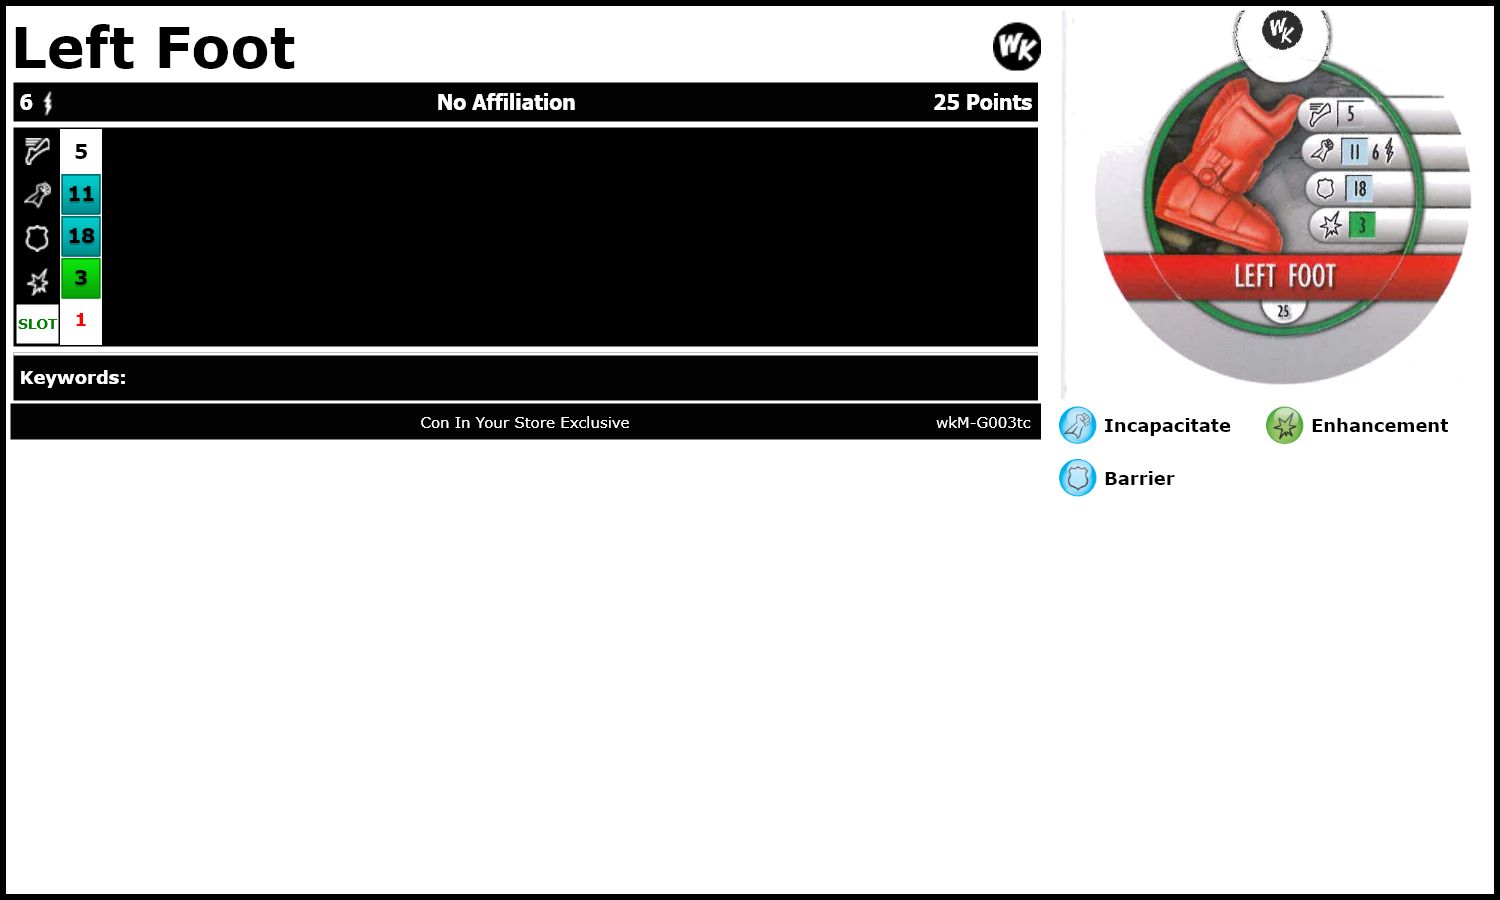 Left Foot
WK
6 No Affiliation 25 Points
5
11
18
3
SLOT 1
Keywords:
Con In Your Store Exclusive wkM-G003tc
WK
5
11 6
18
3
LEFT FOOT
25
Incapacitate Enhancement
Barrier